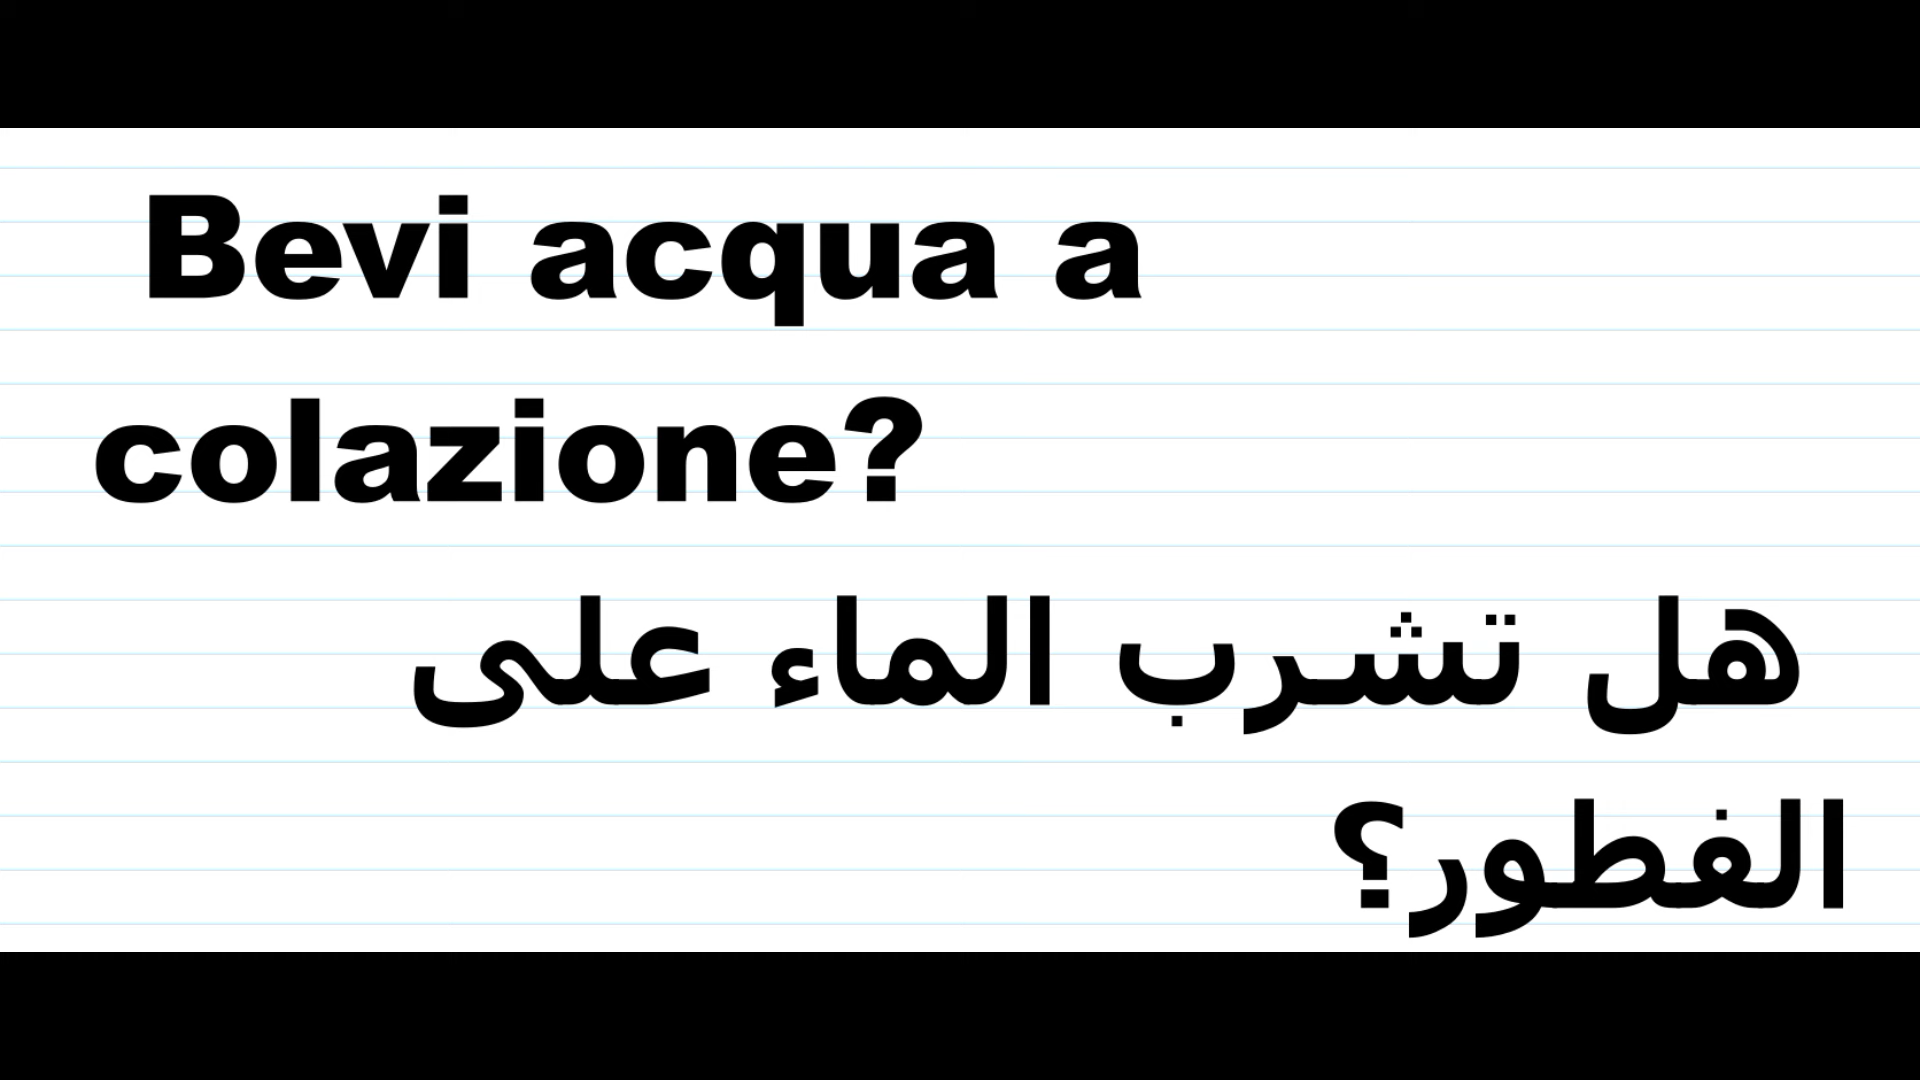 Bevi acqua a
colazione?
هل تشرب الماء على
الفطور؟